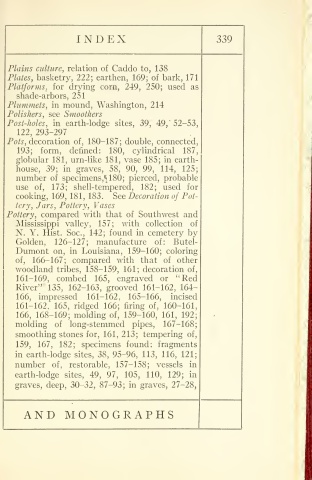 INDEX
339
Plains culture, relation of Caddo to, 138
Plates, basketry, 222; earthen, 169; of bark, 171
Platforms, for drying corn, 249, 250; used as
shade-arbors, 251
Plummets, in mound, Washington, 214
Polishers, see Smoothers
Post-holes, in earth-lodge sites, 39, 49, 52-53,
122, 293-297
Pots, decoration of, 180-187; double, connected,
193; form, defined: 180, cylindrical 187,
globular 181, urn-like 181, vase 185; in earth-
house, 39; in graves, 58, 90, 99, 114, 125;
number of specimens, 180; pierced, probable
use of, 173; shell-tempered, 182; used for
cooking, 169, 181, 183. See Decoration of Pot-
tery, Jars, Pottery, Vases
Pottery, compared with that of Southwest and
Mississippi valley, 157; with collection of
N. Y. Hist. Soc., 142; found in cemetery by
Golden, 126-127; manufacture of: Butel-
Dumont on, in Louisiana, 159-160; coloring
of, 166-167; compared with that of other
woodland tribes, 158-159, 161; decoration of,
161-169, combed 165, engraved or "Red
River" 135, 162-163, grooved 161-162, 164-
166, impressed 161-162, 165-166, incised
161-162, 165, ridged 166; firing of, 160-161,
166, 168-169; molding of, 159-160, 161, 192;
molding of long-stemmed pipes, 167-168;
smoothing stones for, 161, 213; tempering of,
159, 167, 182; specimens found: fragments
in earth-lodge sites, 38, 95-96, 113, 116, 121;
number of, restorable, 157-158; vessels in
earth-lodge sites, 49, 97, 105, 110, 129; in
graves, deep, 30-32, 87-93; in graves, 27-28,
AND MONOGRAPHS